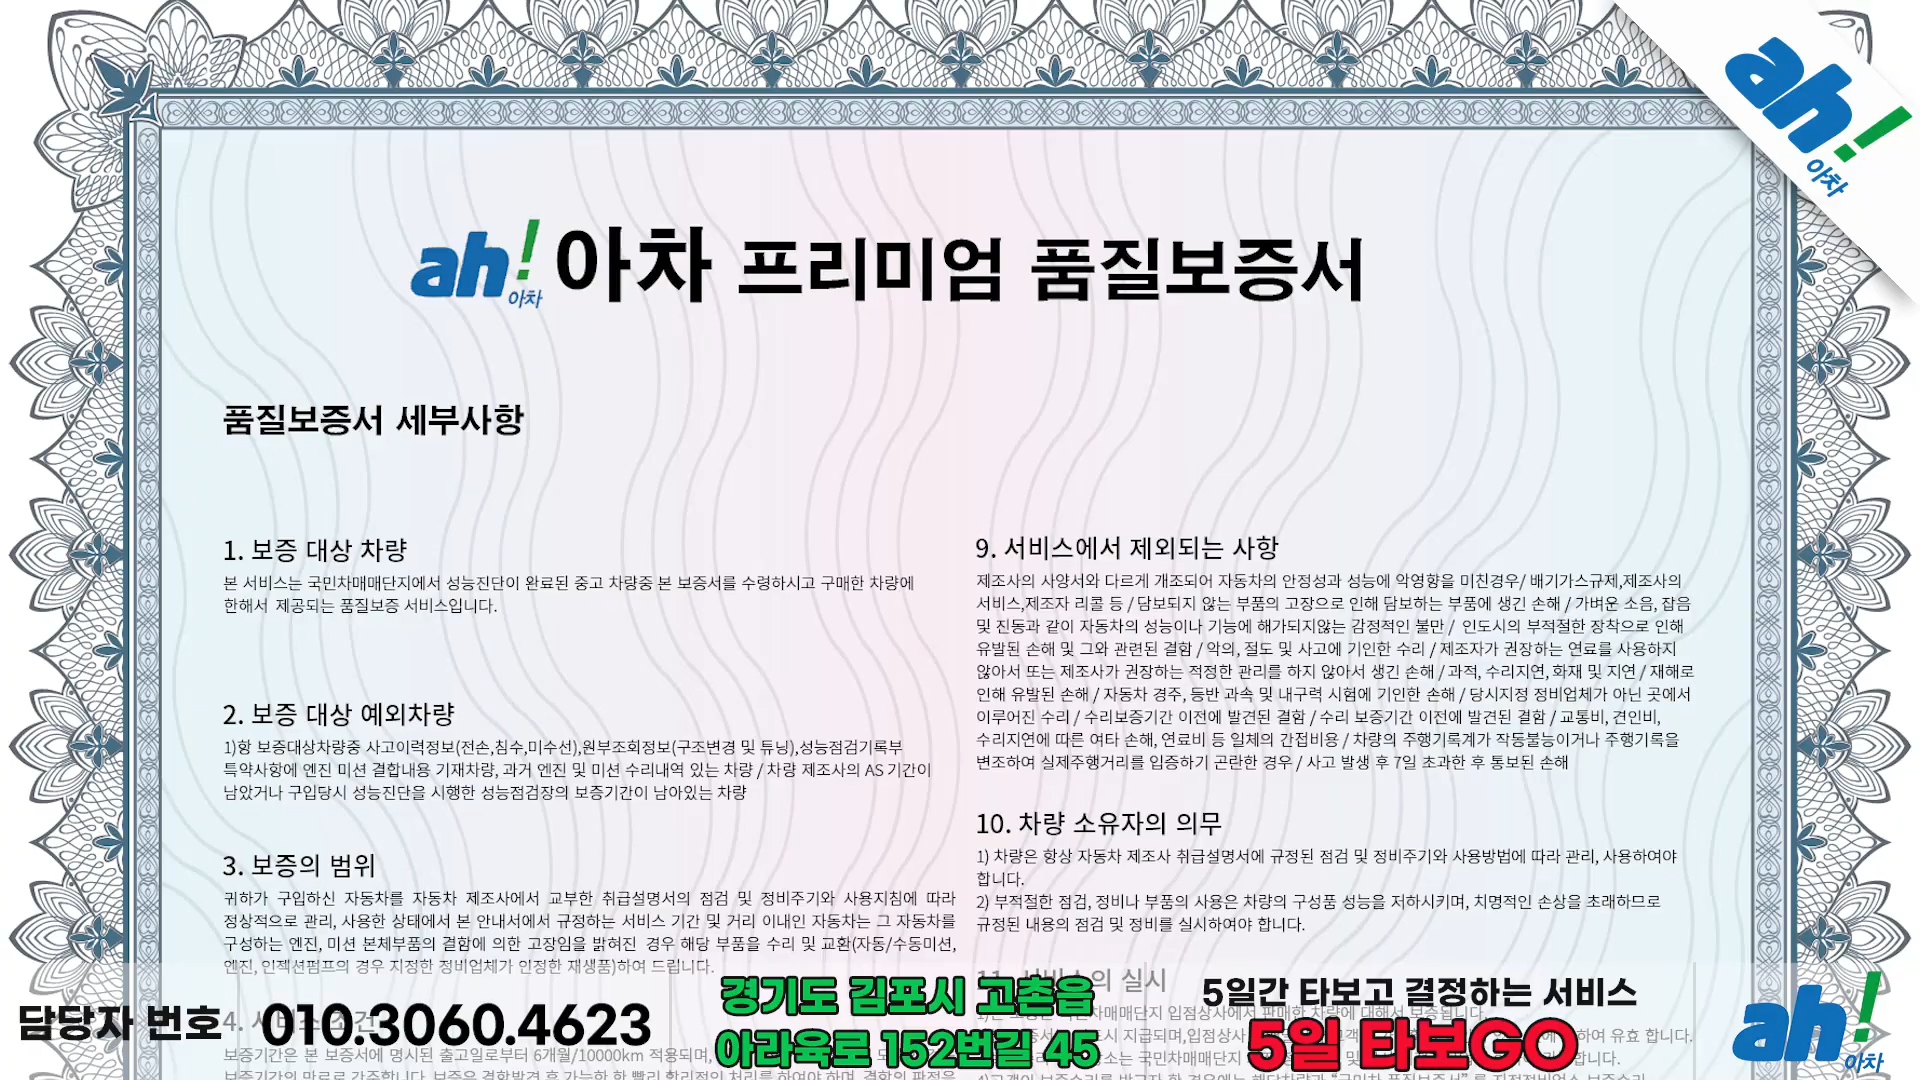 ah!
아차
ah! 아차 아차 프리미엄 품질보증서
품질보증서 세부사항
1. 보증 대상 차량
본 서비스는 국민차매매단지에서 성능진단이 완료된 중고 차량중 본 보증서를 수령하시고 구매한 차량에
한해서 제공되는 품질보증 서비스입니다.
2. 보증 대상 예외차량
1)항 보증대상차량중 사고이력정보(전손,침수,미수선),원부조회정보(구조변경 및 튜닝),성능점검기록부
특약사항에 엔진 미션 결합내용 기재차량, 과거 엔진 및 미션 수리내역 있는 차량 / 차량 제조사의 AS 기간이
남았거나 구입당시 성능진단을 시행한 성능점검장의 보증기간이 남아있는 차량
3. 보증의 범위
귀하가 구입하신 자동차를 자동차 제조사에서 교부한 취급설명서의 점검 및 정비주기와 사용지침에 따라
정상적으로 관리, 사용한 상태에서 본 안내서에서 규정하는 서비스 기간 및 거리 이내인 자동차는 그 자동차를
구성하는 엔진, 미션 본체부품의 결함에 의한 고장임을 밝혀진 경우 해당 부품을 수리 및 교환(자동/수동미션,
엔진, 인젝션펌프의 경우 지정한 정비업체가 인정한 재생품)하여 드립니다.
4. 서비스 조건
보증기간은 본 보증서에 명시된 출고일로부터 6개월/10000km 적용되며,
9. 서비스에서 제외되는 사항
제조사의 사양서와 다르게 개조되어 자동차의 안정성과 성능에 악영향을 미친경우/ 배기가스규제,제조사의
서비스,제조자 리콜 등 / 담보되지 않는 부품의 고장으로 인해 담보하는 부품에 생긴 손해 / 가벼운 소음, 잡음
및 진동과 같이 자동차의 성능이나 기능에 해가되지않는 감정적인 불만 / 인도시의 부적절한 장착으로 인해
유발된 손해 및 그와 관련된 결함 / 악의, 절도 및 사고에 기인한 수리 / 제조자가 권장하는 연료를 사용하지
않아서 또는 제조사가 권장하는 적정한 관리를 하지 않아서 생긴 손해 / 과적, 수리지연, 화재 및 지연 / 재해로
인해 유발된 손해 / 자동차 경주, 등반 과속 및 내구력 시험에 기인한 손해 / 당시지정 정비업체가 아닌 곳에서
이루어진 수리 / 수리보증기간 이전에 발견된 결함 / 수리 보증기간 이전에 발견된 결함 / 교통비, 견인비,
수리지연에 따른 여타 손해, 연료비 등 일체의 간접비용 / 차량의 주행기록계가 작동불능이거나 주행기록을
변조하여 실제주행거리를 입증하기 곤란한 경우 / 사고 발생 후 7일 초과한 후 통보된 손해
10. 차량 소유자의 의무
1) 차량은 항상 자동차 제조사 취급설명서에 규정된 점검 및 정비주기와 사용방법에 따라 관리, 사용하여야
합니다.
2) 부적절한 점검, 정비나 부품의 사용은 차량의 구성품 성능을 저하시키며, 치명적인 손상을 초래하므로
규정된 내용의 점검 및 정비를 실시하여야 합니다.
11. 서비스의 실시
담당자 번호 010.3060.4623
경기도 김포시 고촌읍
아라육로 152번길 45
5일간 타보고 결정하는 서비스
5일 타보GO
ah!
아차